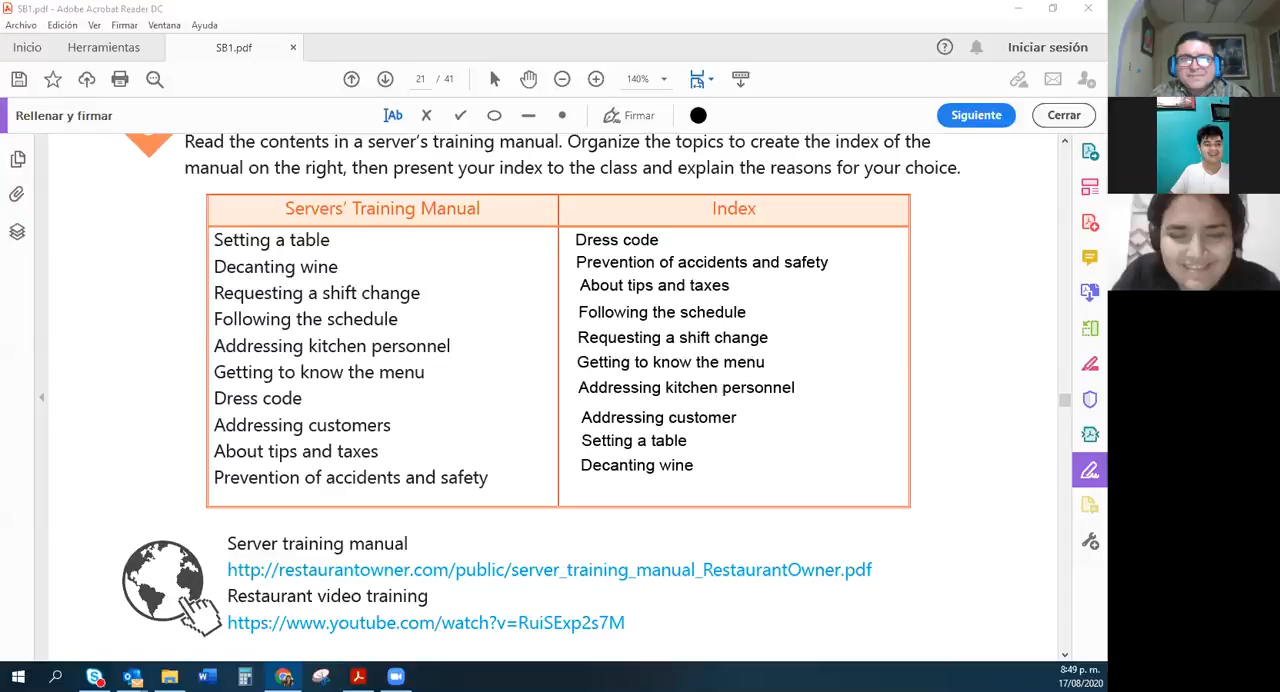 SB1.pdf - Adobe Acrobat Reader DC
Archivo Edición Ver Firmar Ventana Ayuda
Inicio Herramientas SB1.pdf × Iniciar sesión
21 / 41 140%
Rellenar y firmar IAb Firmar Siguiente Cerrar
Read the contents in a server's training manual. Organize the topics to create the index of the
manual on the right, then present your index to the class and explain the reasons for your choice.
Servers' Training Manual Index
Setting a table Dress code
Decanting wine Prevention of accidents and safety
Requesting a shift change About tips and taxes
Following the schedule Following the schedule
Addressing kitchen personnel Requesting a shift change
Getting to know the menu Getting to know the menu
Dress code Addressing kitchen personnel
Addressing customers Addressing customer
About tips and taxes Setting a table
Prevention of accidents and safety Decanting wine
Server training manual
http://restaurantowner.com/public/server_training_manual_RestaurantOwner.pdf
Restaurant video training
https://www.youtube.com/watch?v=RuiSExp2s7M
8:49 p. m.
17/08/2020